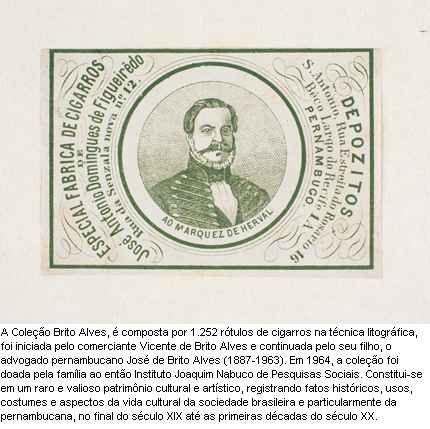 ESPECIAL FABRICA DE CIGARROS
DE
José Antonio Domingues de Figueirêdo
Rua da Senzala nova nº 12.
AO MARQUEZ DE HERVAL
DEPOZITOS
S. Antonio, Rua Estreita do Rozario 16
Bêco Largo do Recife 1 A
PERNAMBUCO
A Coleção Brito Alves, é composta por 1.252 rótulos de cigarros na técnica litográfica,
foi iniciada pelo comerciante Vicente de Brito Alves e continuada pelo seu filho, o
advogado pernambucano José de Brito Alves (1887-1963). Em 1964, a coleção foi
doada pela família ao então Instituto Joaquim Nabuco de Pesquisas Sociais. Constitui-se
em um raro e valioso patrimônio cultural e artístico, registrando fatos históricos, usos,
costumes e aspectos da vida cultural da sociedade brasileira e particularmente da
pernambucana, no final do século XIX até as primeiras décadas do século XX.